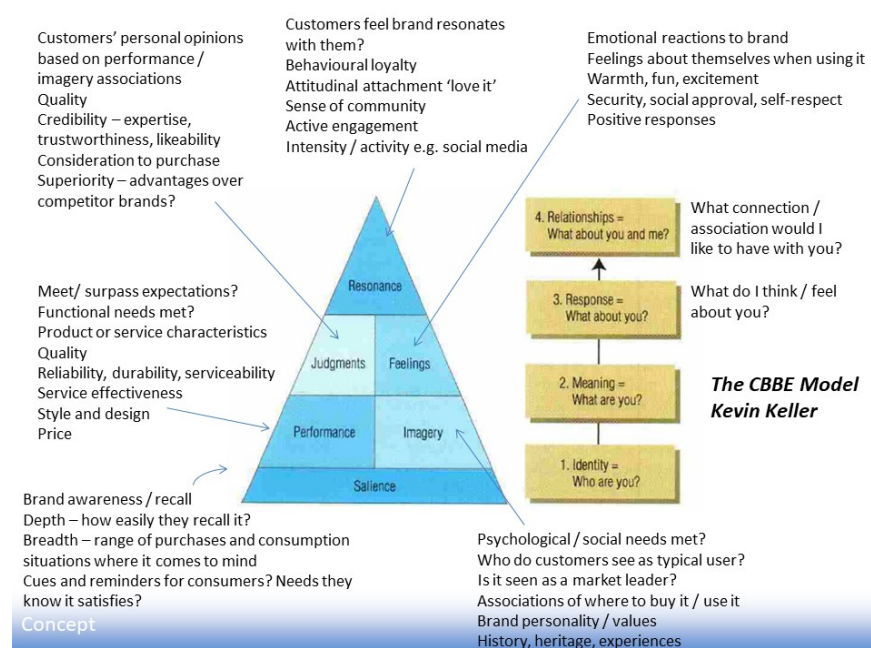 Customers' personal opinions
based on performance /
imagery associations
Quality
Credibility – expertise,
trustworthiness, likeability
Consideration to purchase
Superiority – advantages over
competitor brands?
Customers feel brand resonates
with them?
Behavioural loyalty
Attitudinal attachment 'love it'
Sense of community
Active engagement
Intensity / activity e.g. social media
Emotional reactions to brand
Feelings about themselves when using it
Warmth, fun, excitement
Security, social approval, self-respect
Positive responses
Meet/ surpass expectations?
Functional needs met?
Product or service characteristics
Quality
Reliability, durability, serviceability
Service effectiveness
Style and design
Price
Resonance
Judgments
Feelings
Performance
Imagery
Salience
4. Relationships =
What about you and me?
3. Response =
What about you?
2. Meaning =
What are you?
1. Identity =
Who are you?
What connection /
association would I
like to have with you?
What do I think / feel
about you?
The CBBE Model
Kevin Keller
Brand awareness / recall
Depth – how easily they recall it?
Breadth – range of purchases and consumption
situations where it comes to mind
Cues and reminders for consumers? Needs they
know it satisfies?
Psychological / social needs met?
Who do customers see as typical user?
Is it seen as a market leader?
Associations of where to buy it / use it
Brand personality / values
History, heritage, experiences
Concept